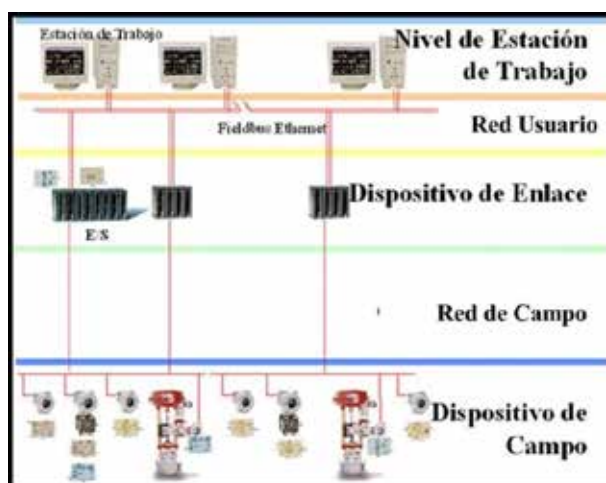 Estación de Trabajo
Nivel de Estación
de Trabajo
Fieldbus Ethernet
Red Usuario
Dispositivo de Enlace
E/S
Red de Campo
Dispositivo de
Campo